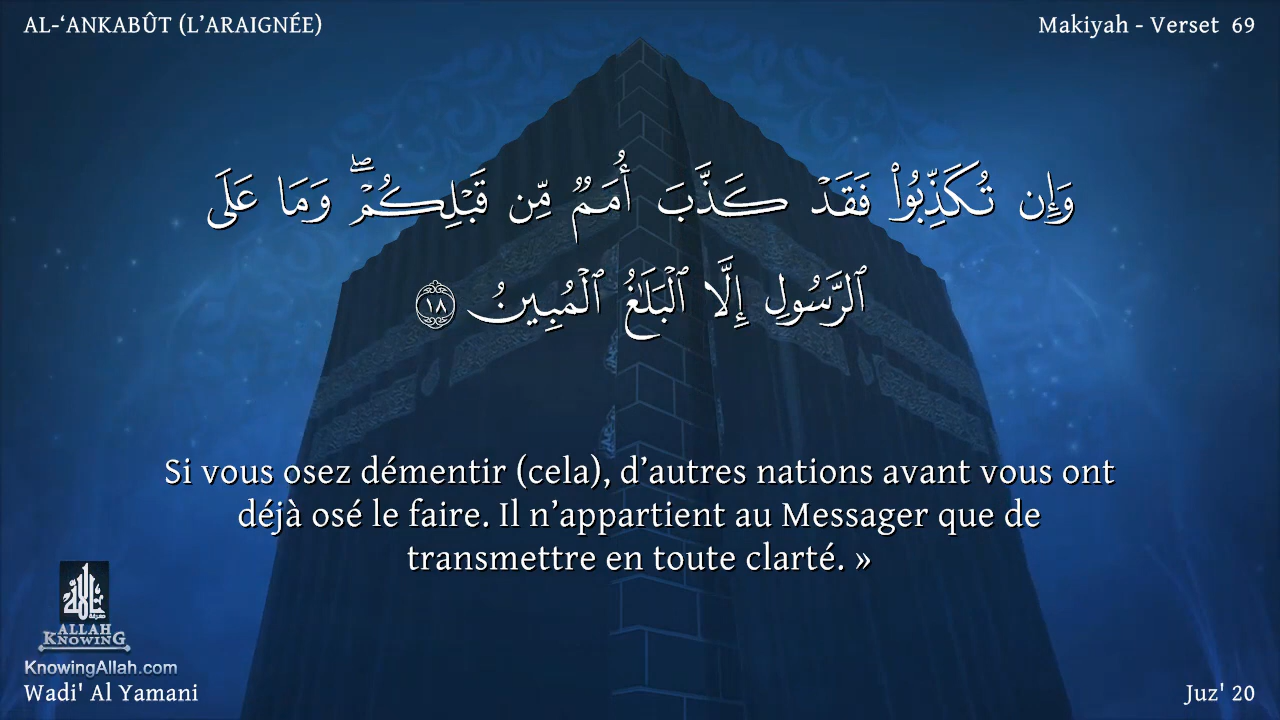 AL-‘ANKABÛT (L’ARAIGNÉE)
Makiyah - Verset 69
وَإِن تُكَذِّبُوا۟ فَقَدْ كَذَّبَ أُمَمٌ مِّن قَبْلِكُمْ ۖ وَمَا عَلَى
ٱلرَّسُولِ إِلَّا ٱلْبَلَـٰغُ ٱلْمُبِينُ ١٨
Si vous osez démentir (cela), d’autres nations avant vous ont
déjà osé le faire. Il n’appartient au Messager que de
transmettre en toute clarté. »
ALLAH
KNOWING
KnowingAllah.com
Wadi' Al Yamani
Juz' 20